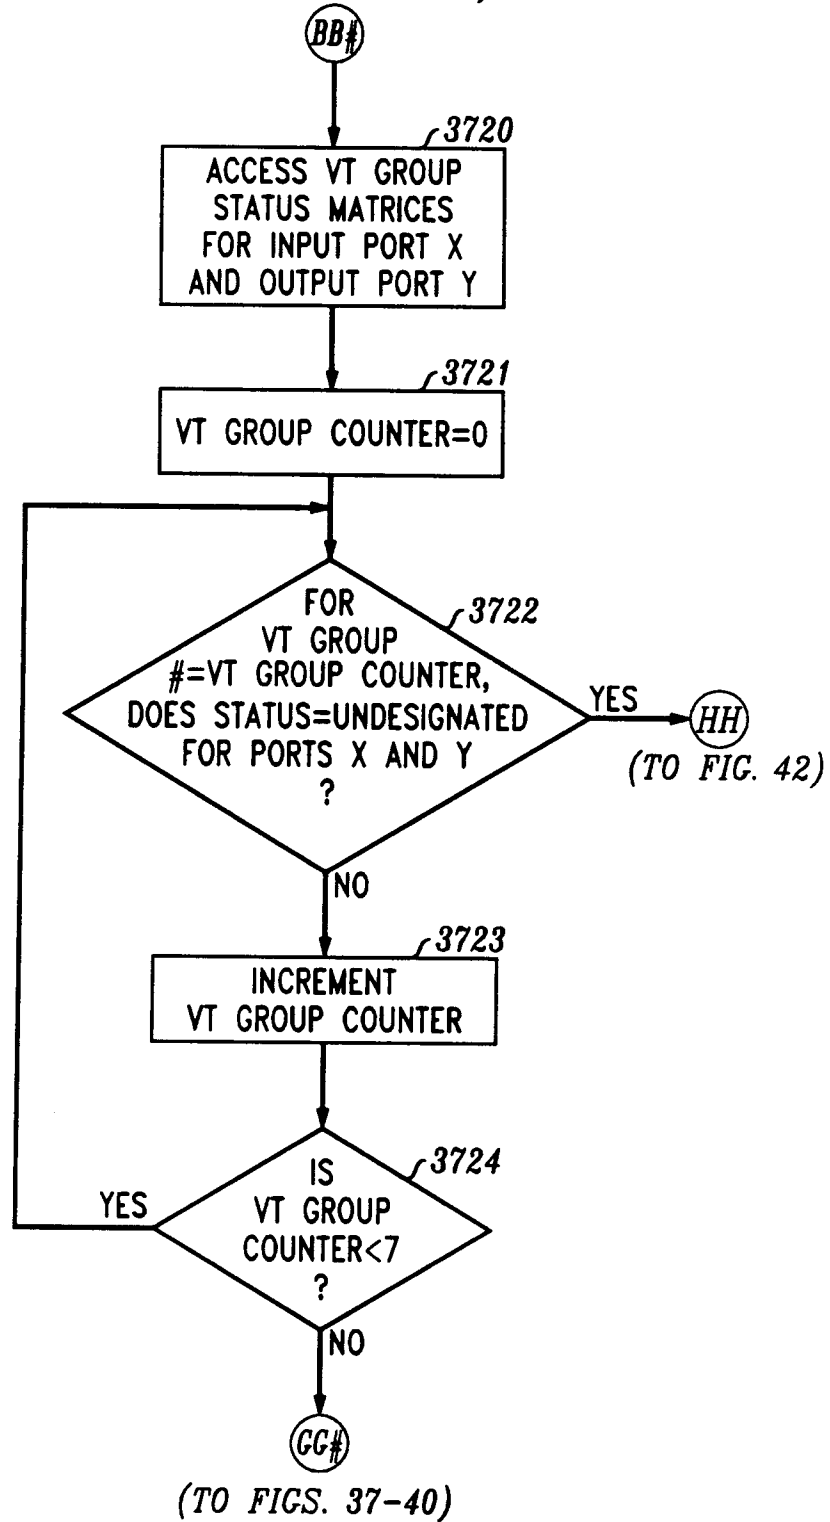 BB#
3720
ACCESS VT GROUP
STATUS MATRICES
FOR INPUT PORT X
AND OUTPUT PORT Y
3721
VT GROUP COUNTER=0
3722
FOR
VT GROUP
#=VT GROUP COUNTER,
DOES STATUS=UNDESIGNATED
FOR PORTS X AND Y
?
YES
HH
(TO FIG. 42)
NO
3723
INCREMENT
VT GROUP COUNTER
3724
IS
VT GROUP
COUNTER<7
?
YES
NO
GG#
(TO FIGS. 37-40)